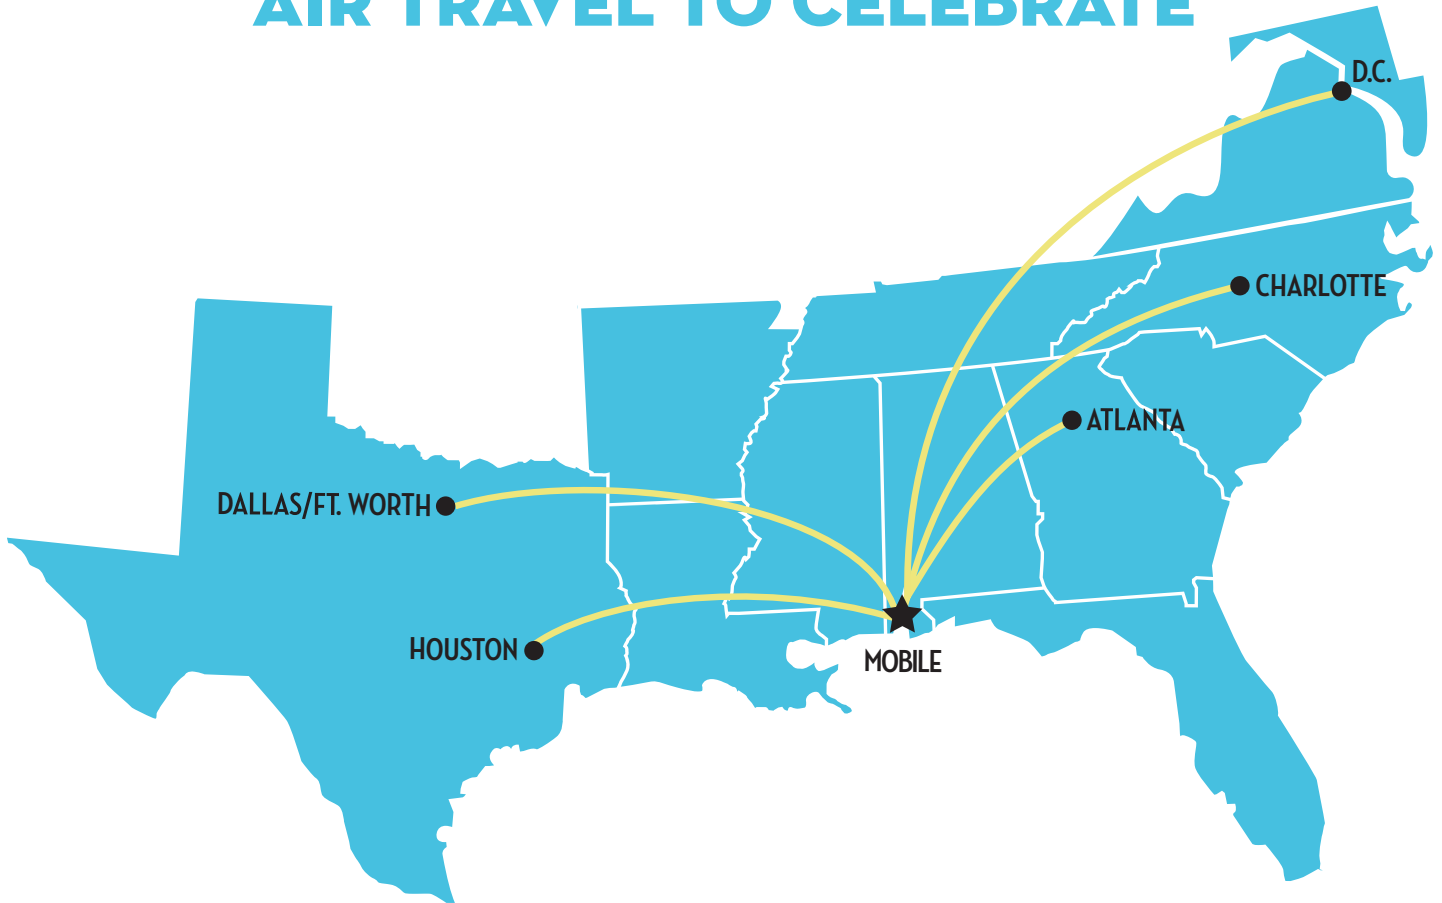 AIR TRAVEL TO CELEBRATE
D.C.
CHARLOTTE
ATLANTA
DALLAS/FT. WORTH
HOUSTON
MOBILE